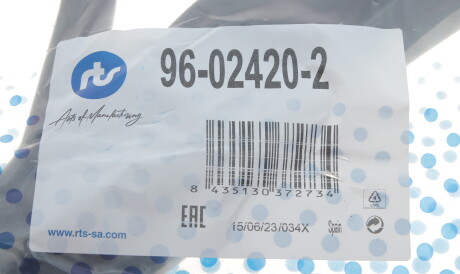 rts
96-02420-2
Arts of Manufacturing
8 435130 372734
EAC
15/06/23/034X
Spain
www.rts-sa.com